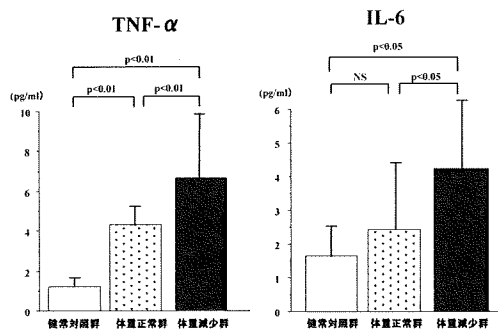 TNF-α
p<0.01
p<0.01
p<0.01
(pg/ml)
10
8
6
4
2
0
健常対照群
体重正常群
体重減少群
IL-6
p<0.05
NS
p<0.05
(pg/ml)
6
5
4
3
2
1
0
健常対照群
体重正常群
体重減少群